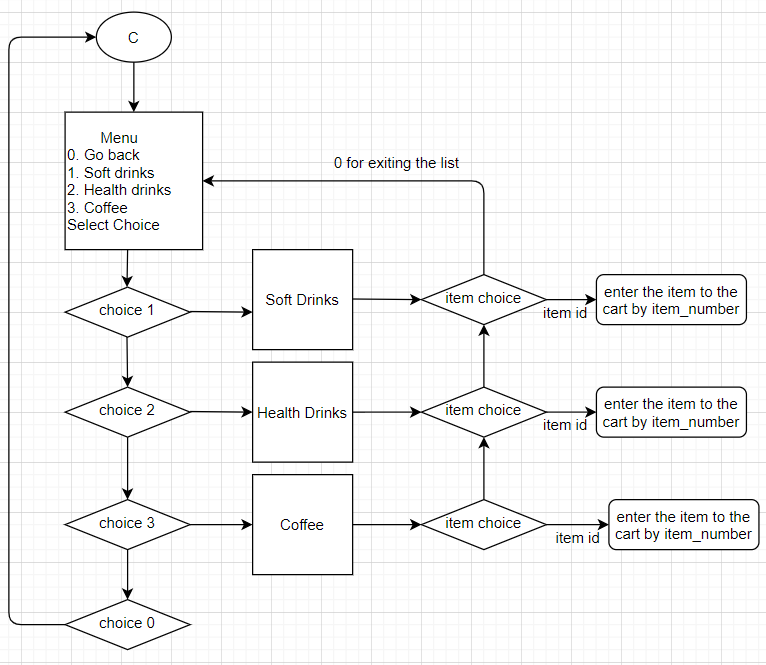 C
Menu
0. Go back
1. Soft drinks
2. Health drinks
3. Coffee
Select Choice
0 for exiting the list
choice 1
Soft Drinks
item choice
item id
enter the item to the
cart by item_number
choice 2
Health Drinks
item choice
item id
enter the item to the
cart by item_number
choice 3
Coffee
item choice
item id
enter the item to the
cart by item_number
choice 0